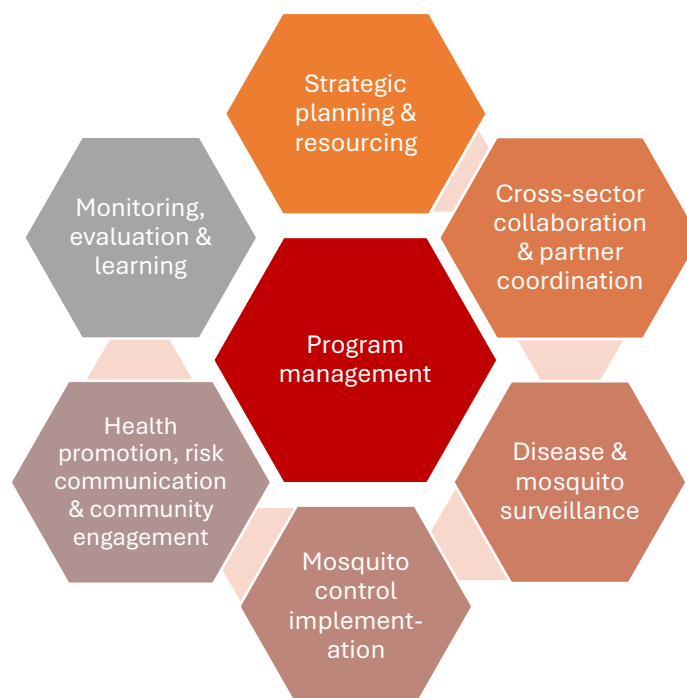 Strategic
planning &
resourcing
Cross-sector
collaboration
& partner
coordination
Disease &
mosquito
surveillance
Mosquito
control
implement-
ation
Health
promotion, risk
communication
& community
engagement
Monitoring,
evaluation &
learning
Program
management